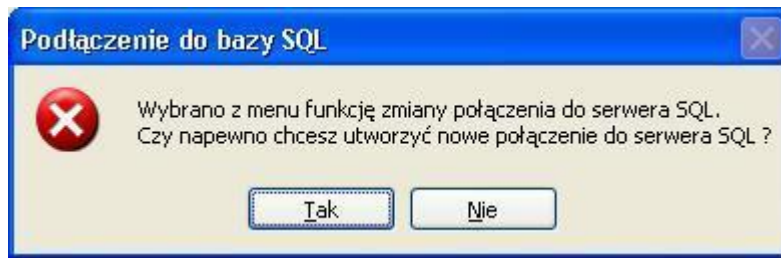 Podłączenie do bazy SQL
Wybrano z menu funkcję zmiany połączenia do serwera SQL.
Czy napewno chcesz utworzyć nowe połączenie do serwera SQL ?
Tak
Nie